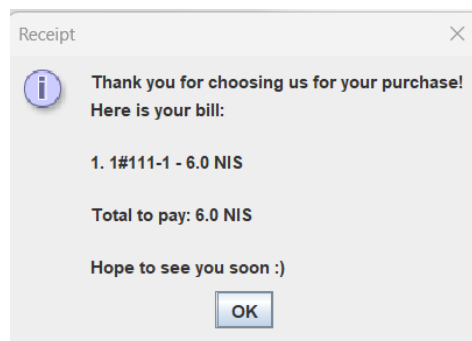 Receipt
Thank you for choosing us for your purchase!
Here is your bill:
1. 1#111-1 - 6.0 NIS
Total to pay: 6.0 NIS
Hope to see you soon :)
OK